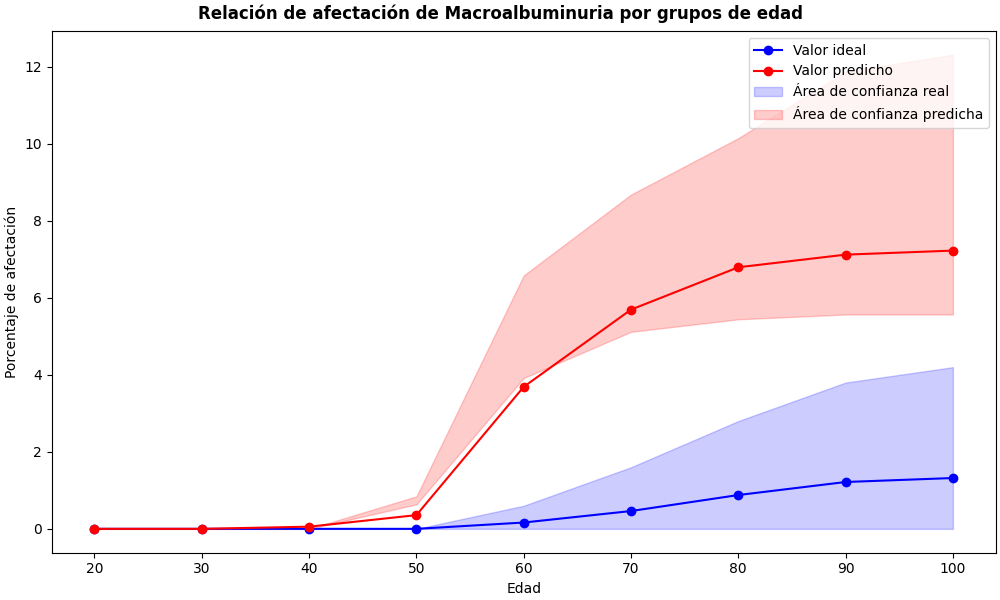 Relación de afectación de Macroalbuminuria por grupos de edad
Valor ideal
Valor predicho
Área de confianza real
Área de confianza predicha
Porcentaje de afectación
12
10
8
6
4
2
0
20 30 40 50 60 70 80 90 100
Edad